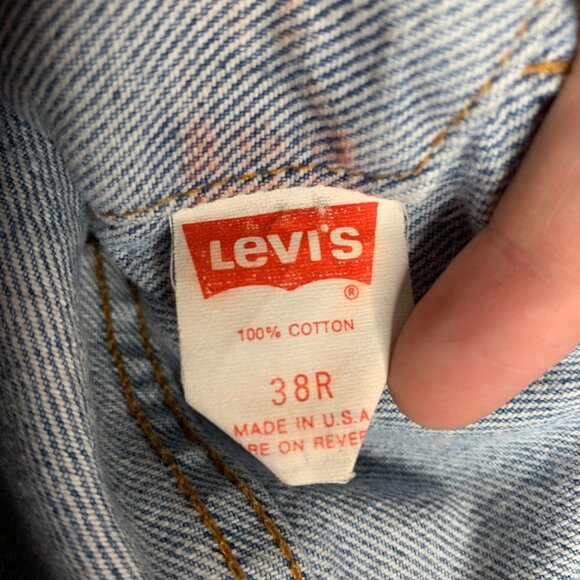 LEVI'S
®
100% COTTON
38R
MADE IN U.S.A
RE ON REVER